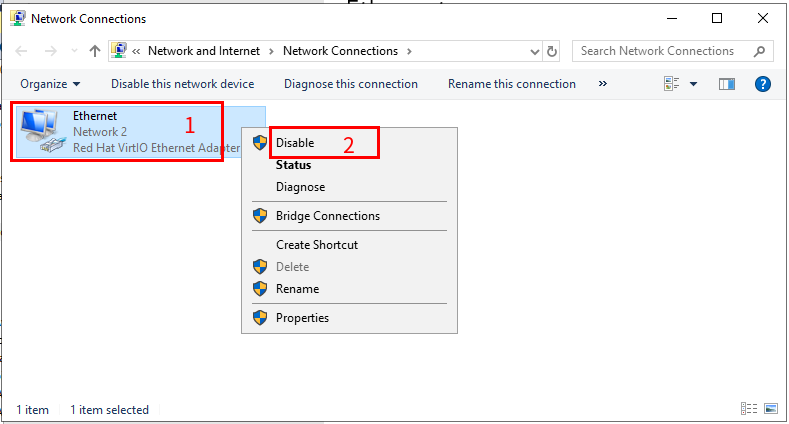 Network Connections
« Network and Internet > Network Connections >
Search Network Connections
Organize Disable this network device Diagnose this connection Rename this connection »
Ethernet
Network 2
Red Hat VirtIO Ethernet Adapter
1
Disable
2
Status
Diagnose
Bridge Connections
Create Shortcut
Delete
Rename
Properties
1 item 1 item selected